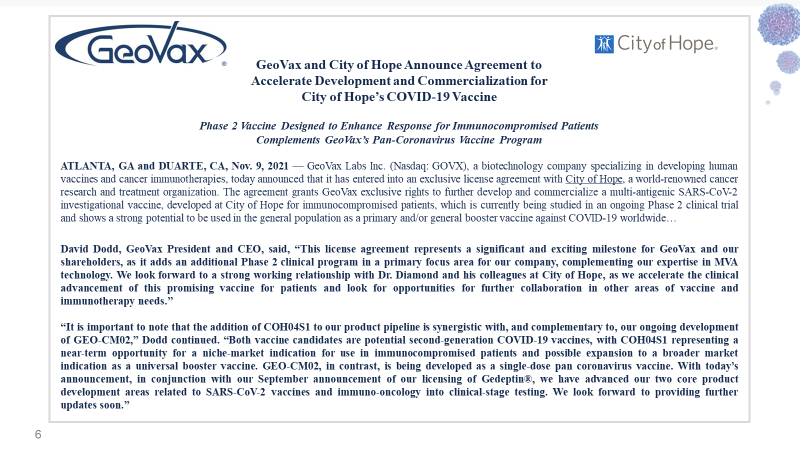 GeoVax
®
City of Hope®
GeoVax and City of Hope Announce Agreement to
Accelerate Development and Commercialization for
City of Hope's COVID-19 Vaccine
Phase 2 Vaccine Designed to Enhance Response for Immunocompromised Patients
Complements GeoVax's Pan-Coronavirus Vaccine Program
ATLANTA, GA and DUARTE, CA, Nov. 9, 2021 — GeoVax Labs Inc. (Nasdaq: GOVX), a biotechnology company specializing in developing human
vaccines and cancer immunotherapies, today announced that it has entered into an exclusive license agreement with City of Hope, a world-renowned cancer
research and treatment organization. The agreement grants GeoVax exclusive rights to further develop and commercialize a multi-antigenic SARS-CoV-2
investigational vaccine, developed at City of Hope for immunocompromised patients, which is currently being studied in an ongoing Phase 2 clinical trial
and shows a strong potential to be used in the general population as a primary and/or general booster vaccine against COVID-19 worldwide…
David Dodd, GeoVax President and CEO, said, "This license agreement represents a significant and exciting milestone for GeoVax and our
shareholders, as it adds an additional Phase 2 clinical program in a primary focus area for our company, complementing our expertise in MVA
technology. We look forward to a strong working relationship with Dr. Diamond and his colleagues at City of Hope, as we accelerate the clinical
advancement of this promising vaccine for patients and look for opportunities for further collaboration in other areas of vaccine and
immunotherapy needs."
"It is important to note that the addition of COH04S1 to our product pipeline is synergistic with, and complementary to, our ongoing development
of GEO-CM02," Dodd continued. "Both vaccine candidates are potential second-generation COVID-19 vaccines, with COH04S1 representing a
near-term opportunity for a niche-market indication for use in immunocompromised patients and possible expansion to a broader market
indication as a universal booster vaccine. GEO-CM02, in contrast, is being developed as a single-dose pan coronavirus vaccine. With today's
announcement, in conjunction with our September announcement of our licensing of Gedeptin®, we have advanced our two core product
development areas related to SARS-CoV-2 vaccines and immuno-oncology into clinical-stage testing. We look forward to providing further
updates soon."
6